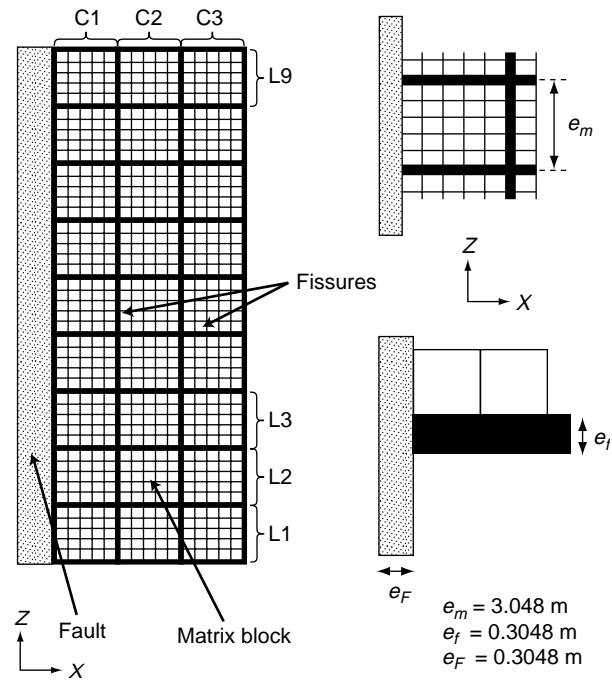 C1 C2 C3
L9
Fissures
L3
L2
L1
Fault
Matrix block
Z
X
e_m
Z
X
e_f
e_F
e_m = 3.048 m
e_f = 0.3048 m
e_F = 0.3048 m